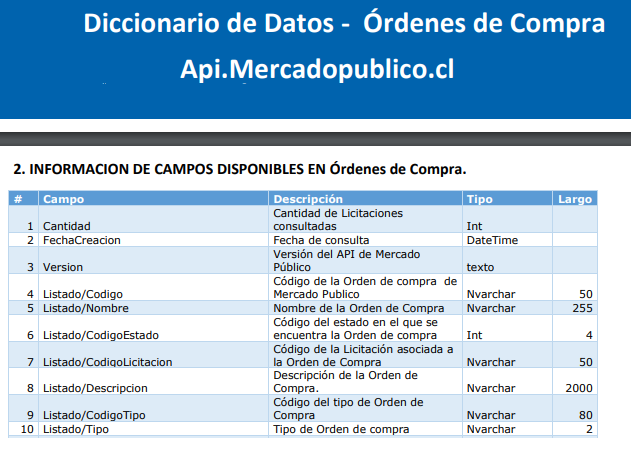 Diccionario de Datos - Órdenes de Compra
Api.Mercadopublico.cl
2. INFORMACION DE CAMPOS DISPONIBLES EN Órdenes de Compra.
# Campo Descripción Tipo Largo
1 Cantidad Cantidad de Licitaciones consultadas Int
2 FechaCreacion Fecha de consulta DateTime
3 Version Versión del API de Mercado Público texto
4 Listado/Codigo Código de la Orden de compra de Mercado Publico Nvarchar 50
5 Listado/Nombre Nombre de la Orden de Compra Nvarchar 255
6 Listado/CodigoEstado Código del estado en el que se encuentra la Orden de compra Int 4
7 Listado/CodigoLicitacion Código de la Licitación asociada a la Orden de Compra Nvarchar 50
8 Listado/Descripcion Descripción de la Orden de Compra. Nvarchar 2000
9 Listado/CodigoTipo Código del tipo de Orden de Compra Nvarchar 80
10 Listado/Tipo Tipo de Orden de compra Nvarchar 2